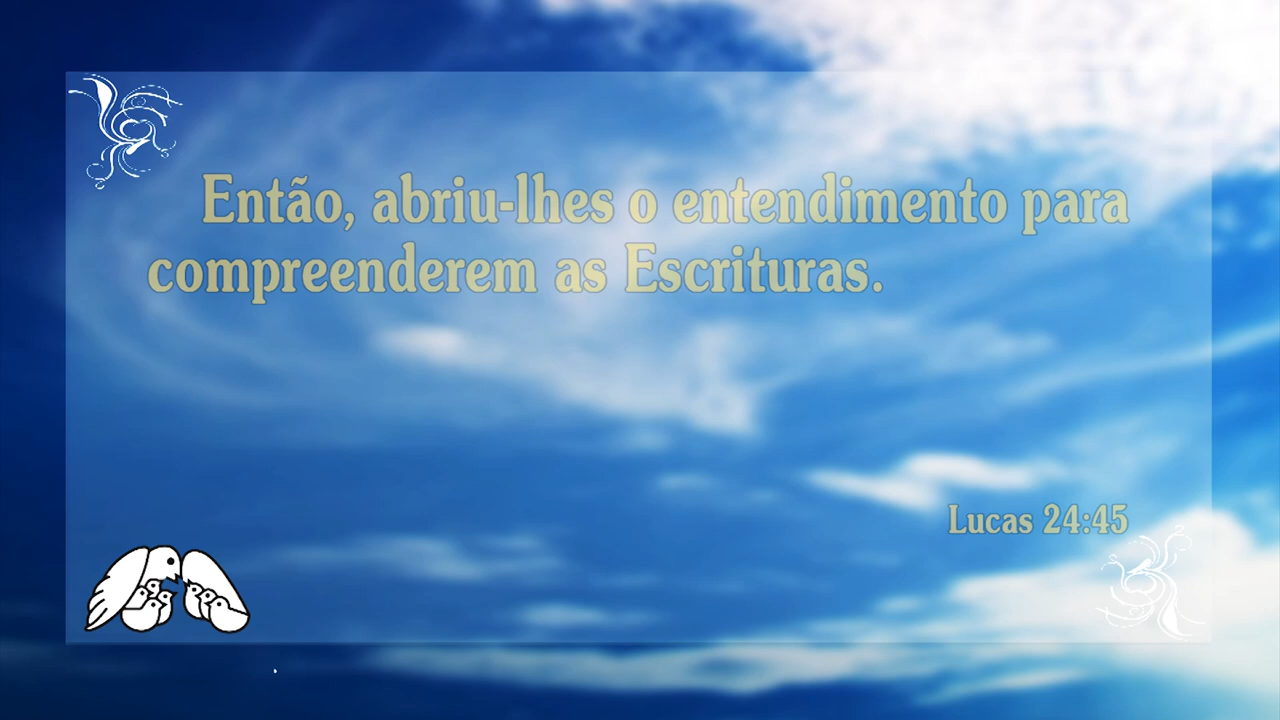 Então, abriu-lhes o entendimento para
compreenderem as Escrituras.
Lucas 24:45